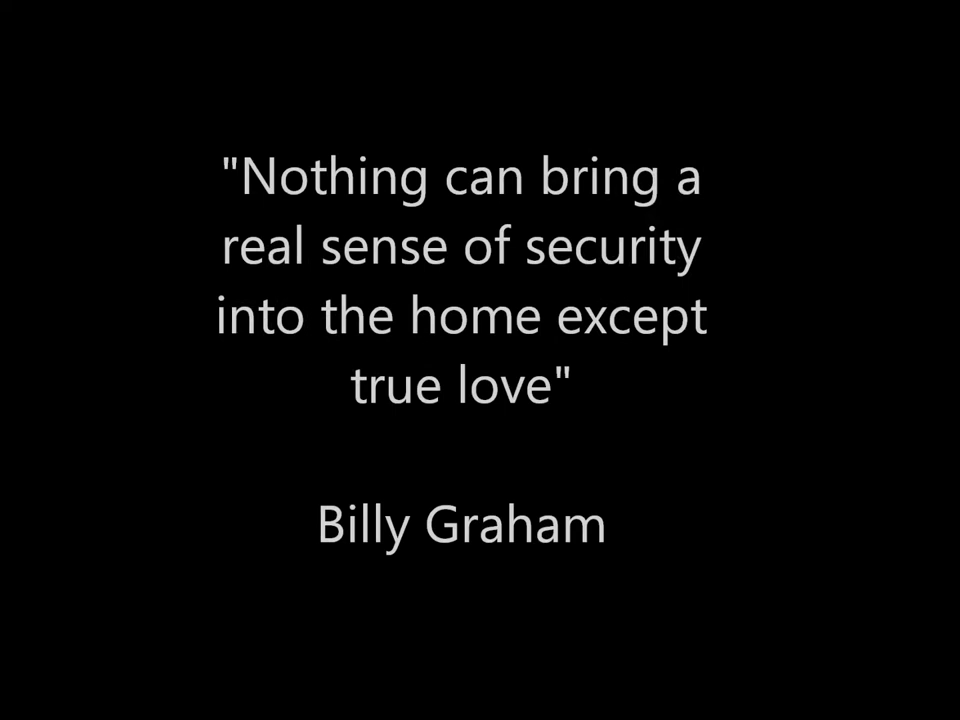 "Nothing can bring a
real sense of security
into the home except
true love"
Billy Graham